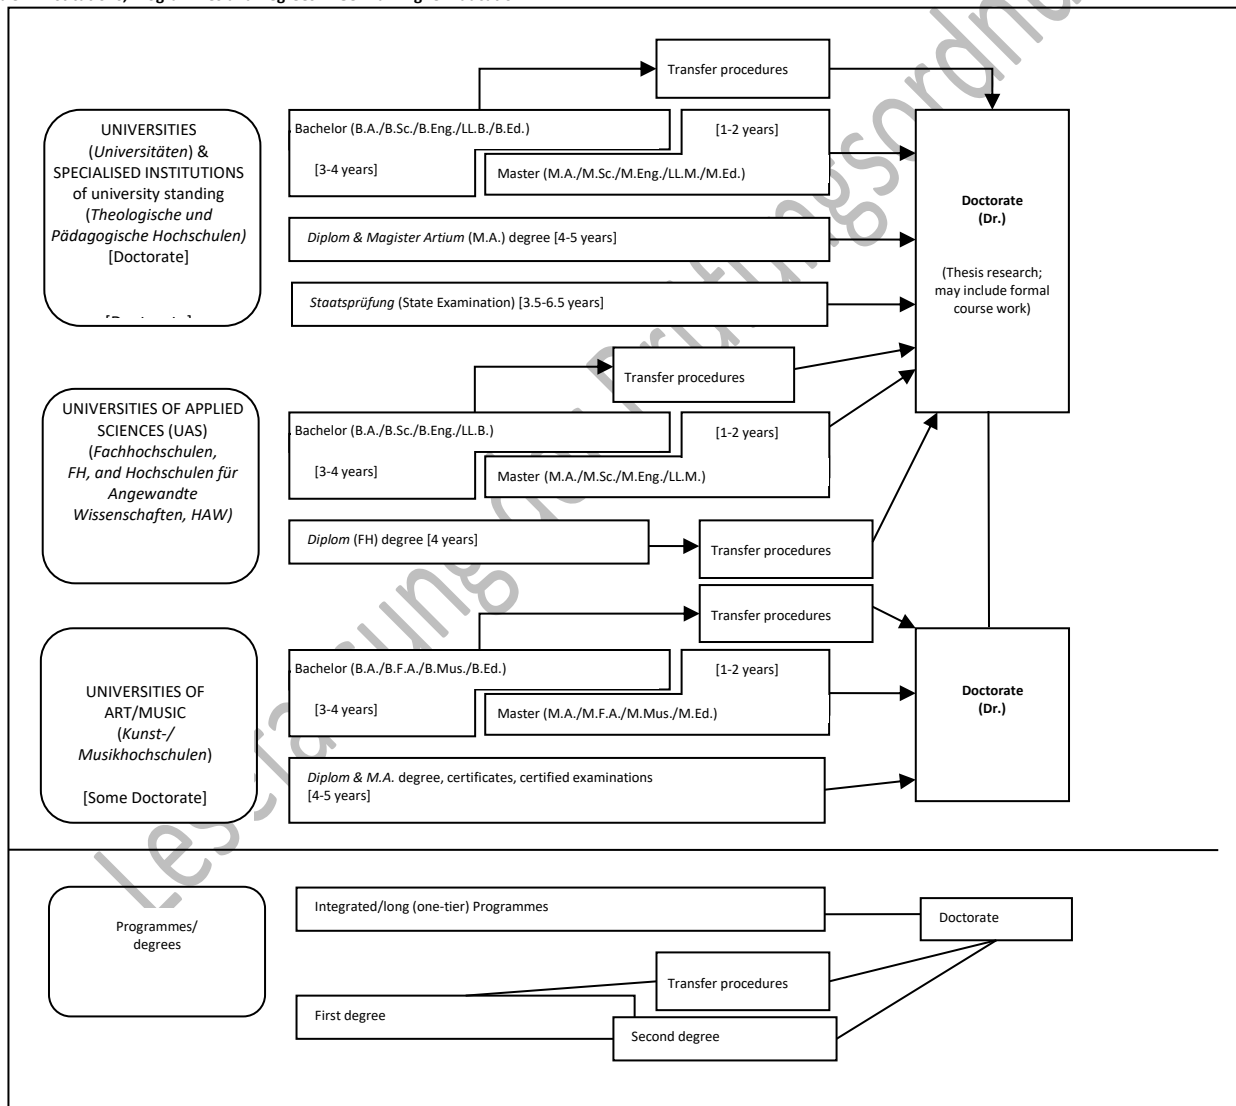 Transfer procedures
UNIVERSITIES
(Universitäten) &
SPECIALISED INSTITUTIONS
of university standing
(Theologische und
Pädagogische Hochschulen)
[Doctorate]
Bachelor (B.A./B.Sc./B.Eng./LL.B./B.Ed.)
[1-2 years]
[3-4 years]
Master (M.A./M.Sc./M.Eng./LL.M./M.Ed.)
Diplom & Magister Artium (M.A.) degree [4-5 years]
Staatsprüfung (State Examination) [3.5-6.5 years]
Doctorate
(Dr.)
(Thesis research;
may include formal
course work)
Transfer procedures
UNIVERSITIES OF APPLIED
SCIENCES (UAS)
(Fachhochschulen,
FH, and Hochschulen für
Angewandte
Wissenschaften, HAW)
Bachelor (B.A./B.Sc./B.Eng./LL.B.)
[1-2 years]
[3-4 years]
Master (M.A./M.Sc./M.Eng./LL.M.)
Diplom (FH) degree [4 years]
Transfer procedures
Transfer procedures
UNIVERSITIES OF
ART/MUSIC
(Kunst-/
Musikhochschulen)
[Some Doctorate]
Bachelor (B.A./B.F.A./B.Mus./B.Ed.)
[1-2 years]
[3-4 years]
Master (M.A./M.F.A./M.Mus./M.Ed.)
Diplom & M.A. degree, certificates, certified examinations
[4-5 years]
Doctorate
(Dr.)
Programmes/
degrees
Integrated/long (one-tier) Programmes
Doctorate
Transfer procedures
First degree
Second degree